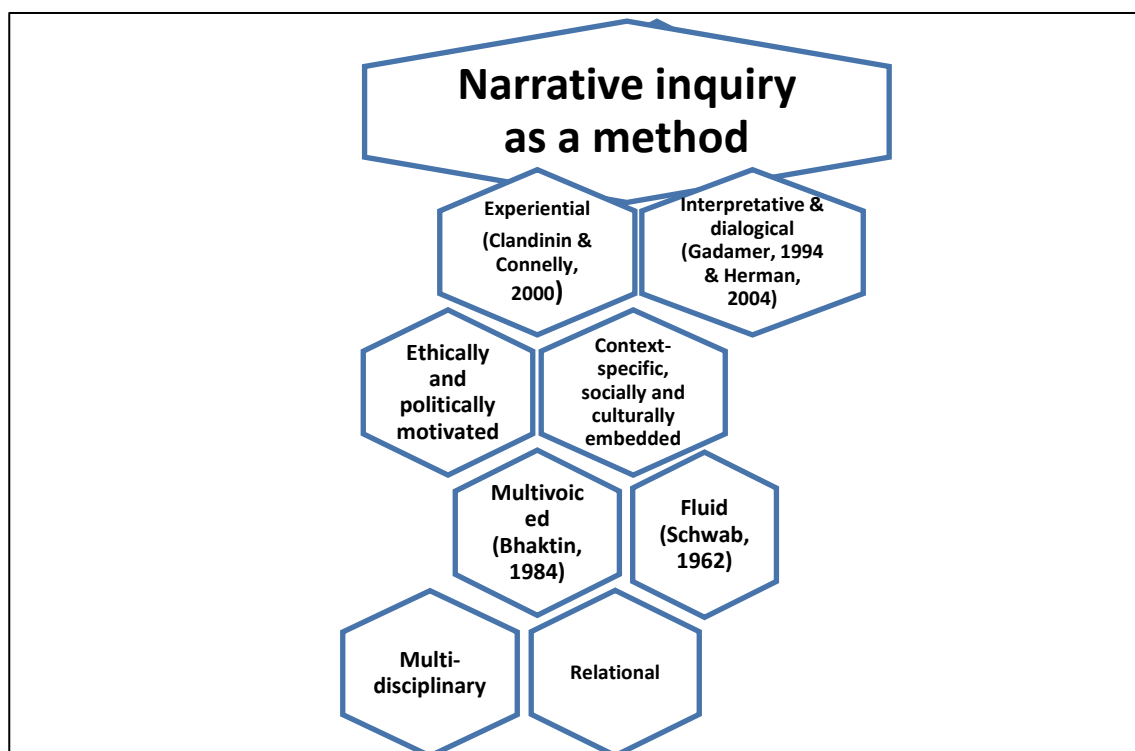 Narrative inquiry
as a method
Experiential
(Clandinin &
Connelly,
2000)
Interpretative &
dialogical
(Gadamer, 1994
& Herman,
2004)
Ethically
and
politically
motivated
Context-
specific,
socially and
culturally
embedded
Multivoic
ed
(Bhaktin,
1984)
Fluid
(Schwab,
1962)
Multi-
disciplinary
Relational